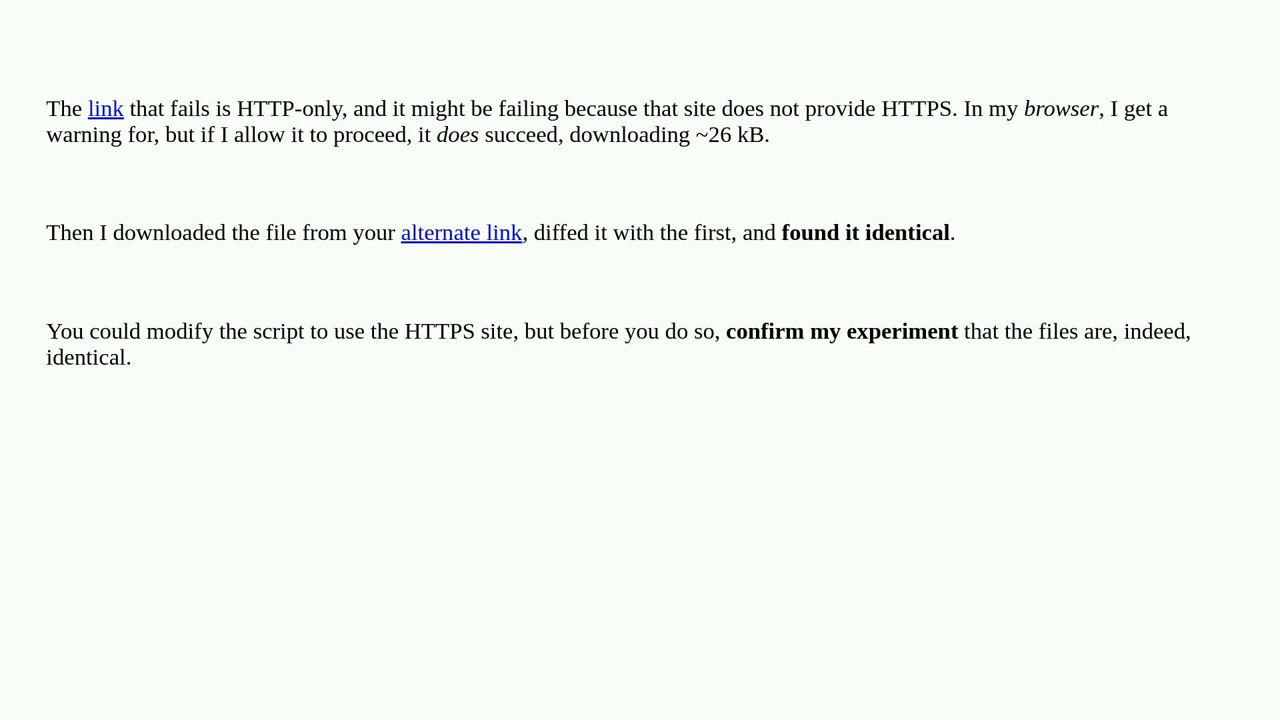 The link that fails is HTTP-only, and it might be failing because that site does not provide HTTPS. In my browser, I get a
warning for, but if I allow it to proceed, it does succeed, downloading ~26 kB.
Then I downloaded the file from your alternate link, diffed it with the first, and found it identical.
You could modify the script to use the HTTPS site, but before you do so, confirm my experiment that the files are, indeed,
identical.